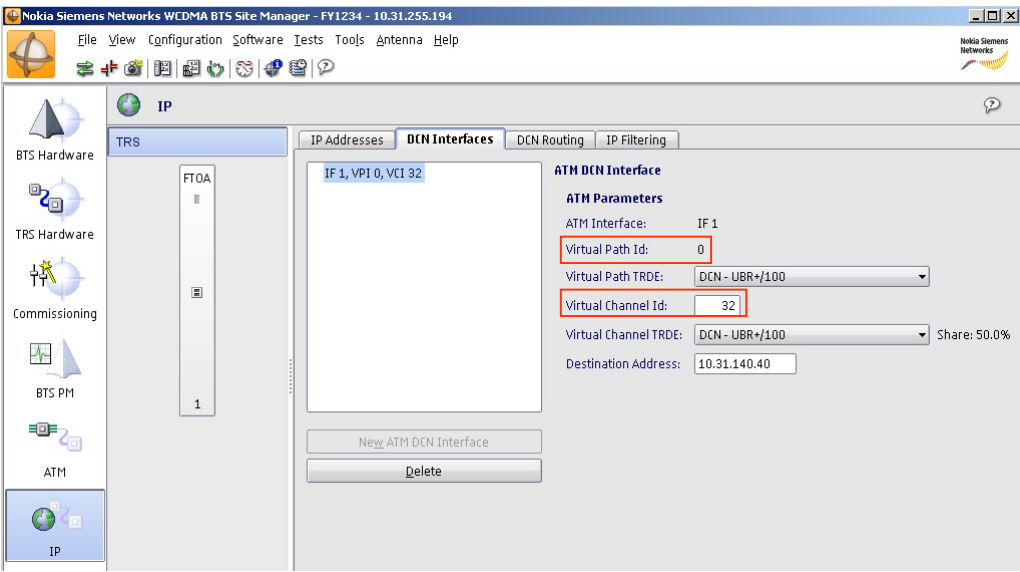 Nokia Siemens Networks WCDMA BTS Site Manager - FY1234 - 10.31.255.194
File View Configuration Software Tests Tools Antenna Help
Nokia Siemens
Networks
IP
BTS Hardware
TRS Hardware
Commissioning
BTS PM
ATM
IP
TRS
FTOA
1
IP Addresses DCN Interfaces DCN Routing IP Filtering
IF 1, VPI 0, VCI 32
New ATM DCN Interface
Delete
ATM DCN Interface
ATM Parameters
ATM Interface: IF 1
Virtual Path Id: 0
Virtual Path TRDE: DCN - UBR+/100
Virtual Channel Id: 32
Virtual Channel TRDE: DCN - UBR+/100 Share: 50.0%
Destination Address: 10.31.140.40